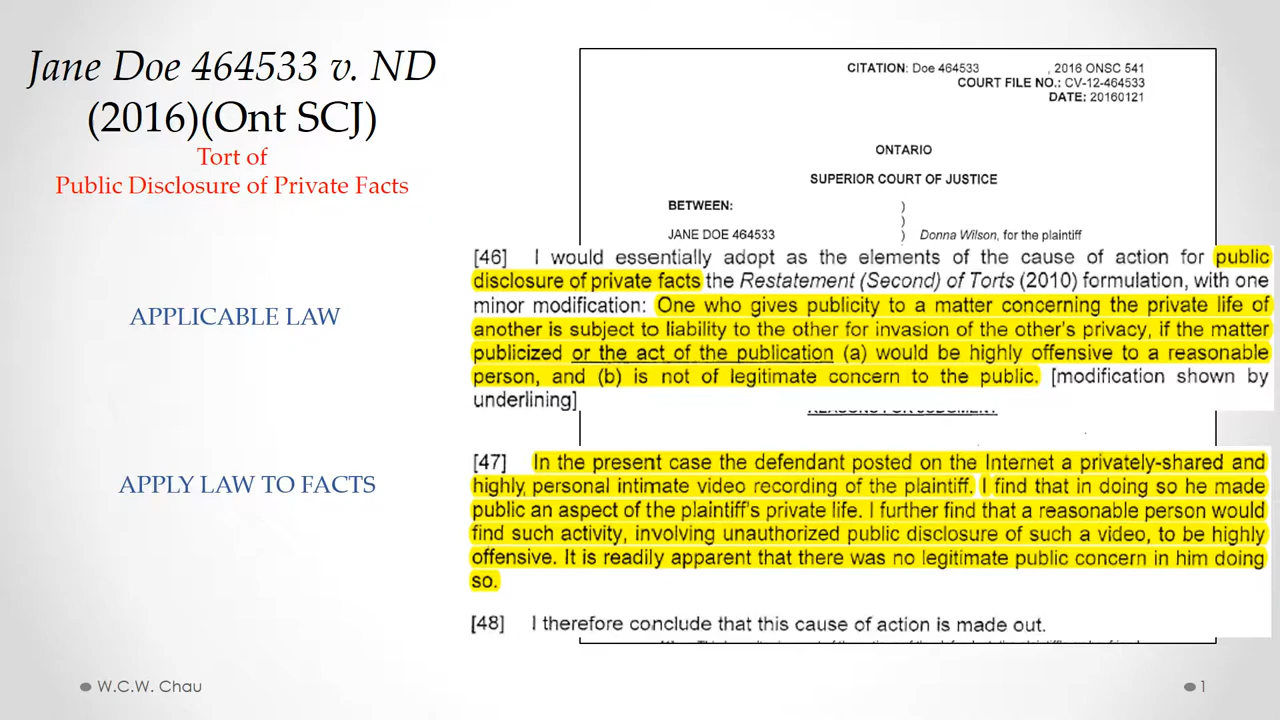 Jane Doe 464533 v. ND
(2016)(Ont SCJ)
Tort of
Public Disclosure of Private Facts
CITATION: Doe 464533 , 2016 ONSC 541
COURT FILE NO.: CV-12-464533
DATE: 20160121
ONTARIO
SUPERIOR COURT OF JUSTICE
BETWEEN: )
)
JANE DOE 464533 ) Donna Wilson, for the plaintiff
APPLICABLE LAW
[46] I would essentially adopt as the elements of the cause of action for public
disclosure of private facts the Restatement (Second) of Torts (2010) formulation, with one
minor modification: One who gives publicity to a matter concerning the private life of
another is subject to liability to the other for invasion of the other's privacy, if the matter
publicized or the act of the publication (a) would be highly offensive to a reasonable
person, and (b) is not of legitimate concern to the public. [modification shown by
underlining]
REASONS FOR JUDGMENT
APPLY LAW TO FACTS
[47] In the present case the defendant posted on the Internet a privately-shared and
highly personal intimate video recording of the plaintiff. I find that in doing so he made
public an aspect of the plaintiff's private life. I further find that a reasonable person would
find such activity, involving unauthorized public disclosure of such a video, to be highly
offensive. It is readily apparent that there was no legitimate public concern in him doing
so.
[48] I therefore conclude that this cause of action is made out.
W.C.W. Chau
1